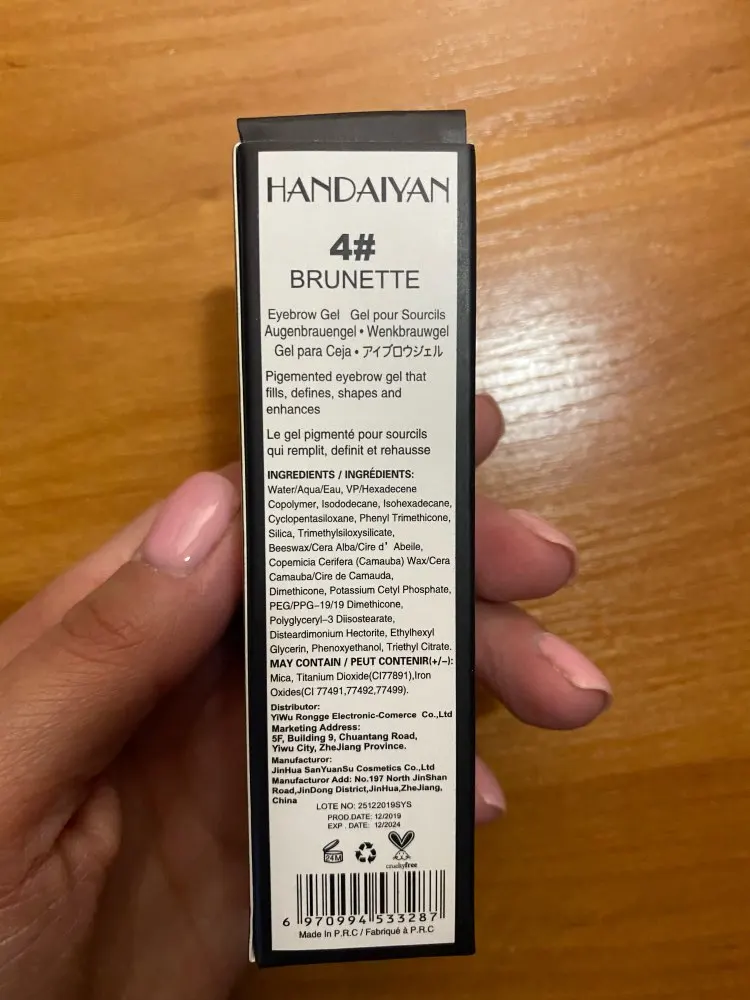 HANDAIYAN
4#
BRUNETTE
Eyebrow Gel Gel pour Sourcils
Augenbrauengel • Wenkbrauwgel
Gel para Ceja • アイブロウジェル
Pigemented eyebrow gel that
fills, defines, shapes and
enhances
Le gel pigmenté pour sourcils
qui remplit, definit et rehausse
INGREDIENTS / INGRÉDIENTS:
Water/Aqua/Eau, VP/Hexadecene
Copolymer, Isododecane, Isohexadecane,
Cyclopentasiloxane, Phenyl Trimethicone,
Silica, Trimethylsiloxysilicate,
Beeswax/Cera Alba/Cire d' Abeile,
Copemicia Cerifera (Camauba) Wax/Cera
Camauba/Cire de Camauda,
Dimethicone, Potassium Cetyl Phosphate,
PEG/PPG-19/19 Dimethicone,
Polyglyceryl-3 Diisostearate,
Disteardimonium Hectorite, Ethylhexyl
Glycerin, Phenoxyethanol, Triethyl Citrate.
MAY CONTAIN / PEUT CONTENIR(+/-):
Mica, Titanium Dioxide(CI77891),Iron
Oxides(CI 77491,77492,77499).
Distributor:
YiWu Rongge Electronic-Comerce Co.,Ltd
Marketing Address:
5F, Building 9, Chuantang Road,
Yiwu City, ZheJiang Province.
Manufacturer:
JinHua SanYuanSu Cosmetics Co.,Ltd
Manufacturer Add: No.197 North JinShan
Road,JinDong District,JinHua,ZheJiang,
China
LOTE NO: 25122019SYS
PROD.DATE: 12/2019
EXP . DATE: 12/2024
24M
crueltyfree
6 970994 533287
Made In P.R.C / Fabriqué à P.R.C